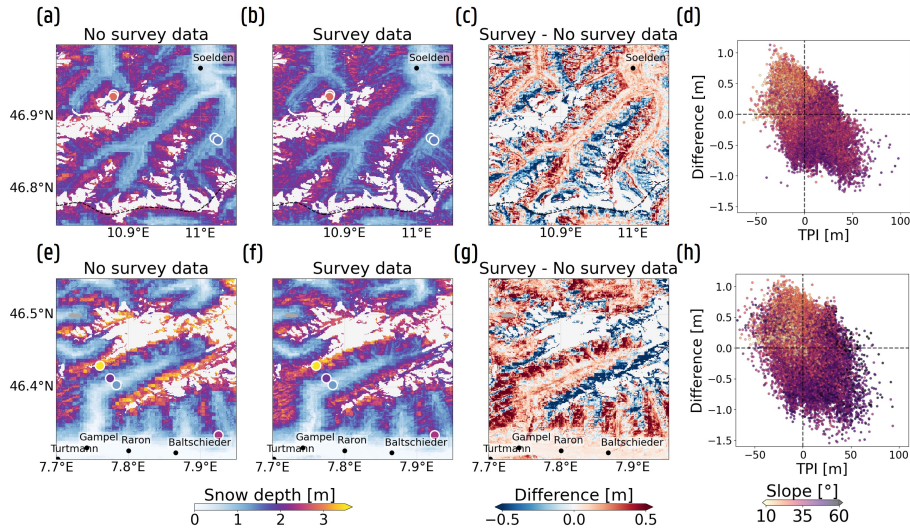 (a)
No survey data
(b)
Survey data
(c)
Survey - No survey data
(d)
Soelden
Soelden
Soelden
46.9°N
46.8°N
10.9°E
11°E
10.9°E
11°E
10.9°E
11°E
Difference [m]
1.0
0.5
0.0
−0.5
−1.0
−1.5
−50
0
50
100
TPI [m]
(e)
No survey data
(f)
Survey data
(g)
Survey - No survey data
(h)
46.5°N
46.4°N
Gampel
Raron
Baltschieder
Turtmann
Gampel
Raron
Baltschieder
Turtmann
Gampel
Raron
Baltschieder
Turtmann
7.7°E
7.8°E
7.9°E
7.7°E
7.8°E
7.9°E
7.7°E
7.8°E
7.9°E
Difference [m]
1.0
0.5
0.0
−0.5
−1.0
−1.5
−50
0
50
100
TPI [m]
Snow depth [m]
0
1
2
3
Difference [m]
−0.5
0.0
0.5
Slope [°]
10
35
60